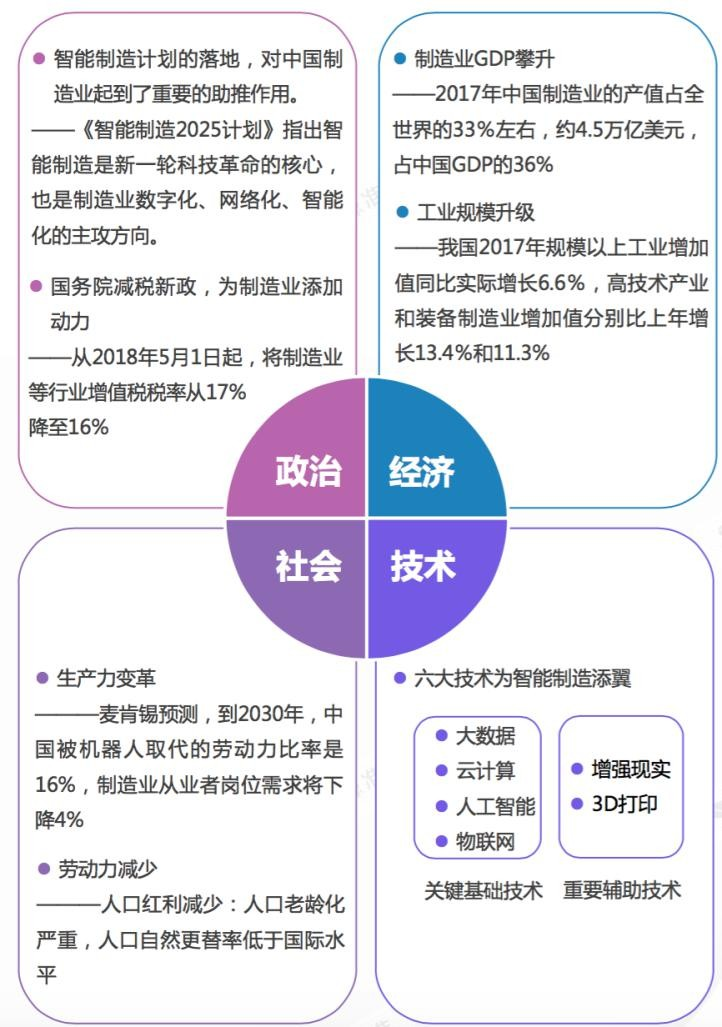 ● 智能制造计划的落地，对中国制
造业起到了重要的助推作用。
——《智能制造2025计划》指出智
能制造是新一轮科技革命的核心，
也是制造业数字化、网络化、智能
化的主攻方向。
● 国务院减税新政，为制造业添加
动力
——从2018年5月1日起，将制造业
等行业增值税税率从17%
降至16%
● 制造业GDP攀升
——2017年中国制造业的产值占全
世界的33%左右，约4.5万亿美元，
占中国GDP的36%
● 工业规模升级
——我国2017年规模以上工业增加
值同比实际增长6.6%，高技术产业
和装备制造业增加值分别比上年增
长13.4%和11.3%
政治
经济
社会
技术
● 生产力变革
———麦肯锡预测，到2030年，中
国被机器人取代的劳动力比率是
16%，制造业从业者岗位需求将下
降4%
● 劳动力减少
———人口红利减少：人口老龄化
严重，人口自然更替率低于国际水
平
● 六大技术为智能制造添翼
● 大数据
● 云计算
● 人工智能
● 物联网
关键基础技术
● 增强现实
● 3D打印
重要辅助技术